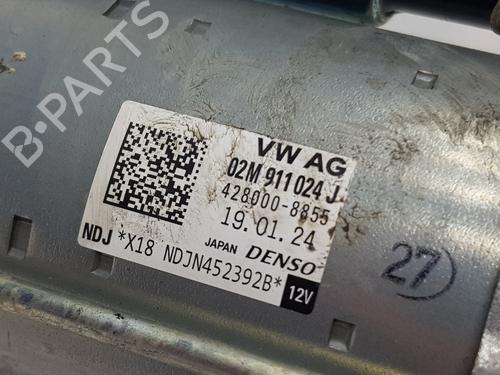 B-PARTS
VW AG
02M 911 024 J
428000-8855
19.01.24
JAPAN DENSO
NDJ *X18 NDJN452392B*
12V
27